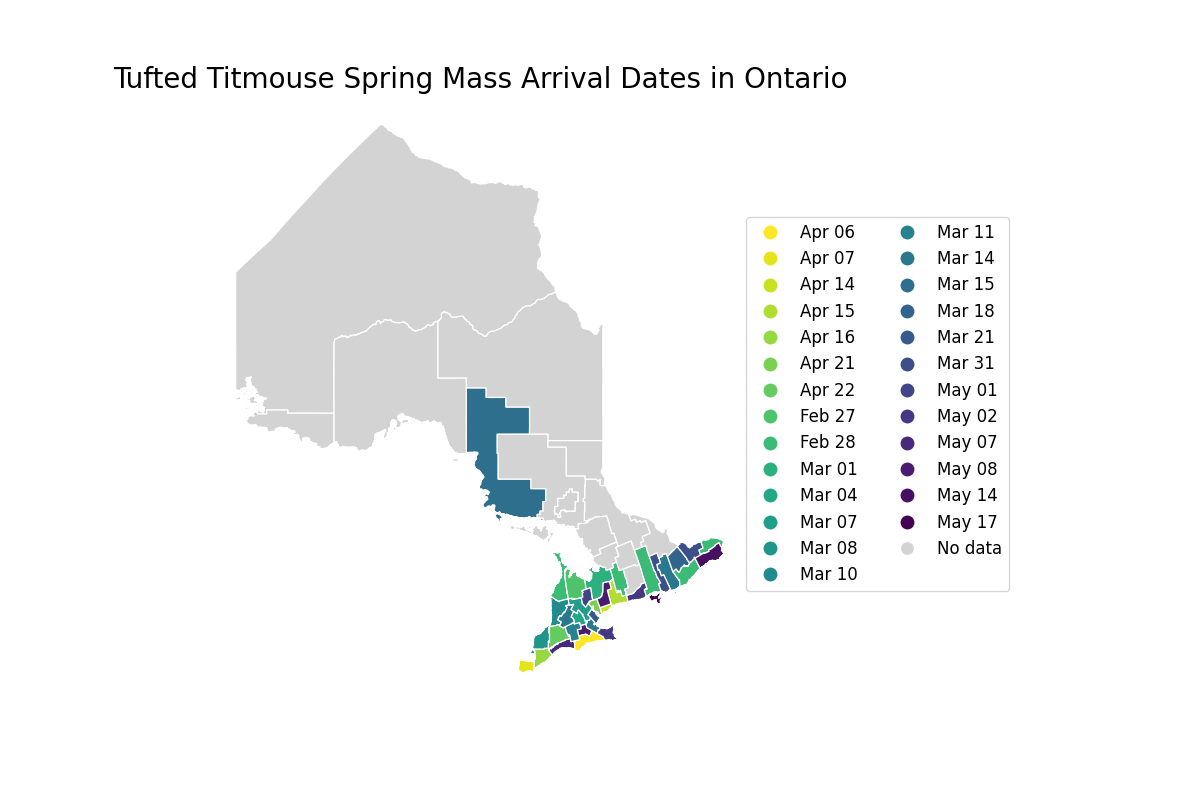 Tufted Titmouse Spring Mass Arrival Dates in Ontario
Apr 06
Apr 07
Apr 14
Apr 15
Apr 16
Apr 21
Apr 22
Feb 27
Feb 28
Mar 01
Mar 04
Mar 07
Mar 08
Mar 10
Mar 11
Mar 14
Mar 15
Mar 18
Mar 21
Mar 31
May 01
May 02
May 07
May 08
May 14
May 17
No data